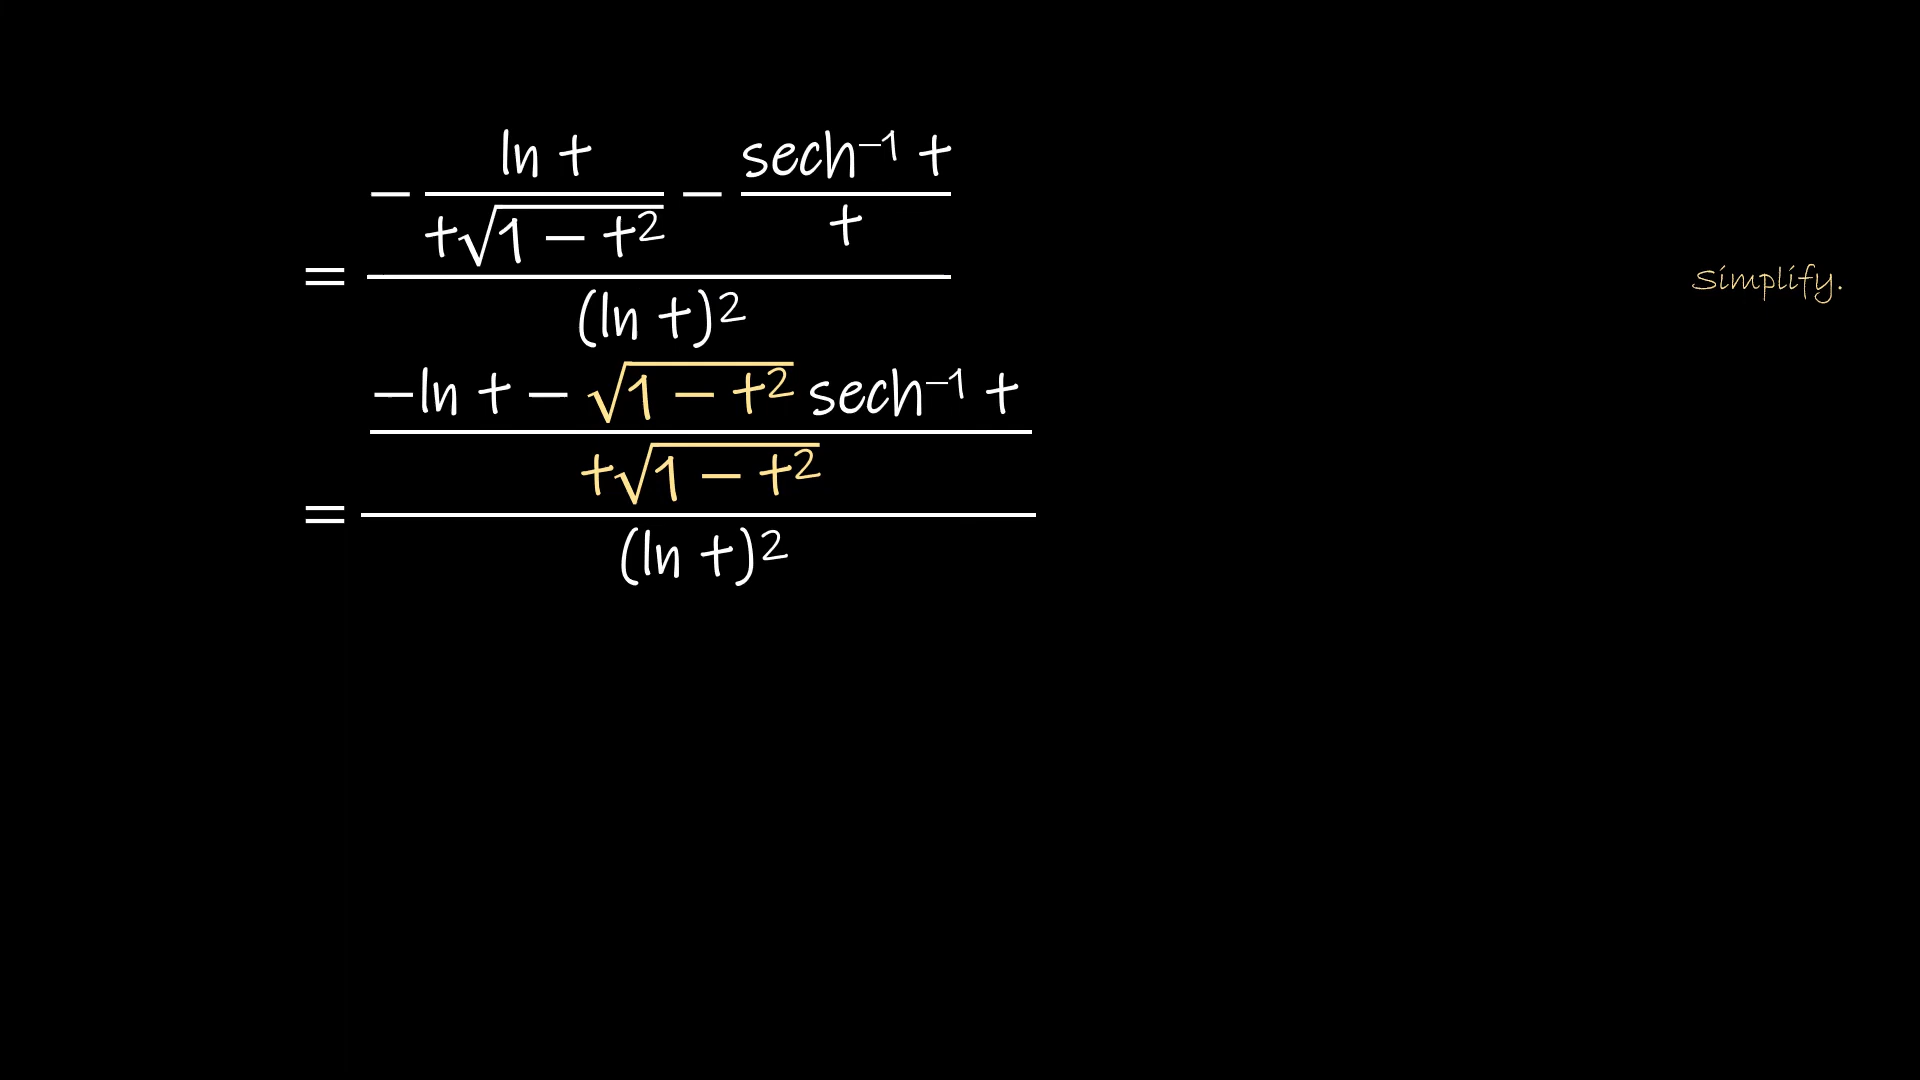 = (− (ln t)/(t√(1 − t²)) − (sech⁻¹ t)/t)/((ln t)²)
Simplify.
= ((−ln t − √(1 − t²) sech⁻¹ t)/(t√(1 − t²)))/((ln t)²)